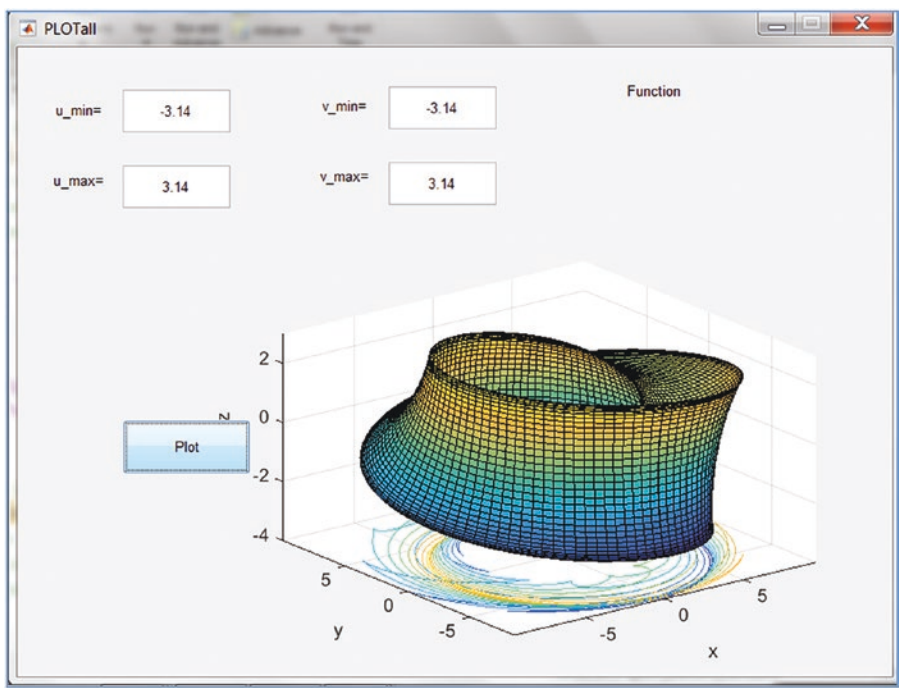 PLOTall
u_min=
-3.14
v_min=
-3.14
Function
u_max=
3.14
v_max=
3.14
2
0
-2
-4
z
Plot
5
0
-5
y
-5
0
5
x